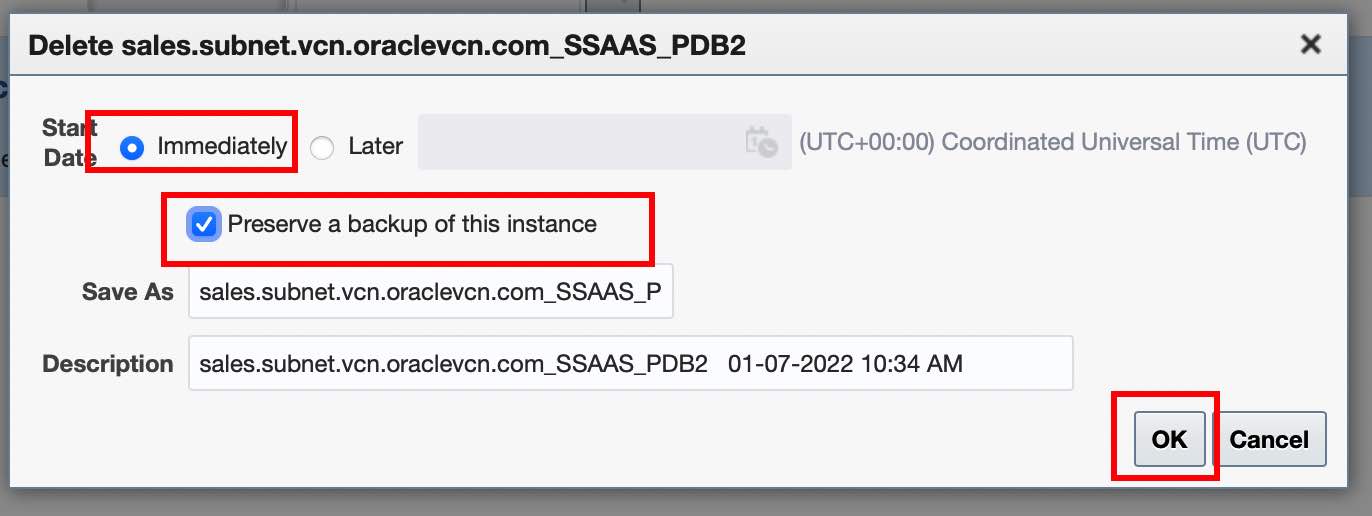 Delete sales.subnet.vcn.oraclevcn.com_SSAAS_PDB2
Start Date Immediately Later (UTC+00:00) Coordinated Universal Time (UTC)
Preserve a backup of this instance
Save As sales.subnet.vcn.oraclevcn.com_SSAAS_P
Description sales.subnet.vcn.oraclevcn.com_SSAAS_PDB2 01-07-2022 10:34 AM
OK Cancel